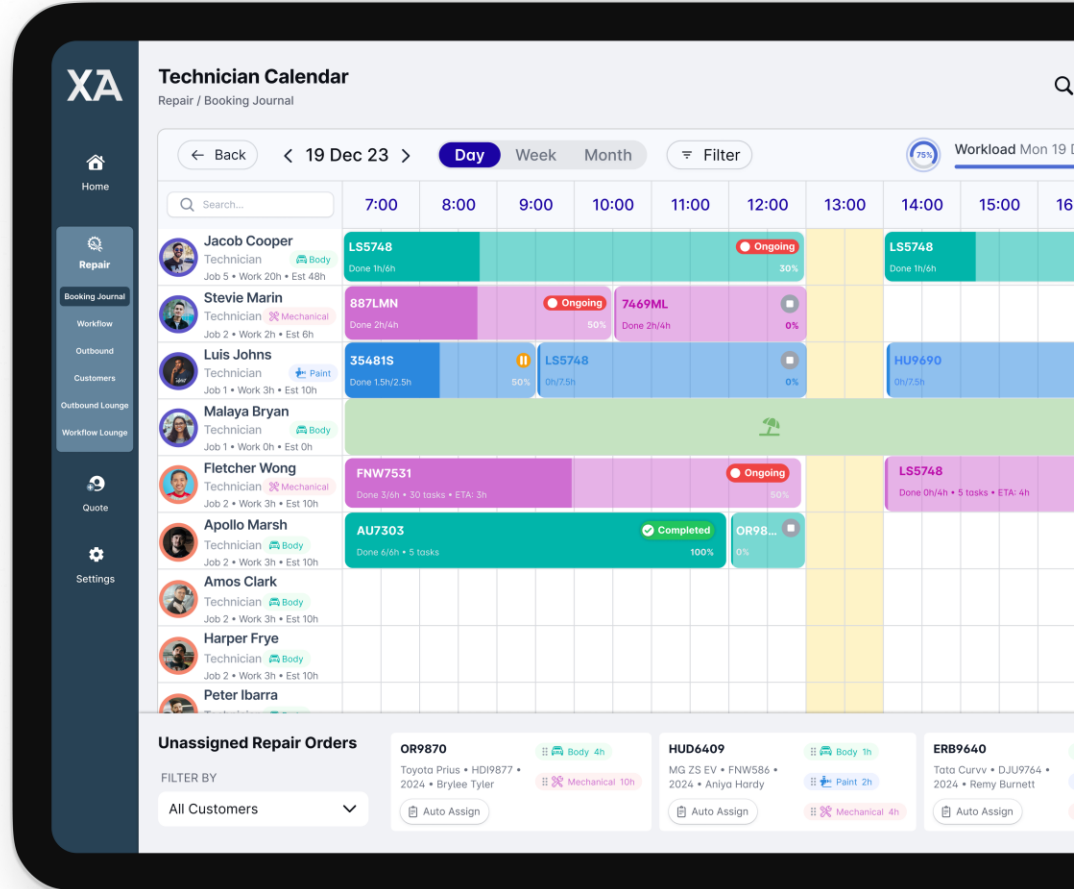 XA
Technician Calendar
Repair / Booking Journal
Back
19 Dec 23
Day
Week
Month
Filter
75%
Workload Mon 19 D
Home
Repair
Booking Journal
Workflow
Outbound
Customers
Outbound Lounge
Workflow Lounge
Quote
Settings
Search...
7:00
8:00
9:00
10:00
11:00
12:00
13:00
14:00
15:00
16
Jacob Cooper
Technician
Body
Job 5 • Work 20h • Est 48h
LS5748
Ongoing
Done 1h/6h
30%
LS5748
Done 1h/6h
Stevie Marin
Technician
Mechanical
Job 2 • Work 2h • Est 6h
887LMN
Ongoing
Done 2h/4h
50%
7469ML
Done 2h/4h
0%
Luis Johns
Technician
Paint
Job 1 • Work 3h • Est 10h
35481S
Done 1.5h/2.5h
50%
LS5748
0h/7.5h
0%
HU9690
0h/7.5h
Malaya Bryan
Technician
Body
Job 1 • Work 0h • Est 0h
Fletcher Wong
Technician
Mechanical
Job 2 • Work 3h • Est 10h
FNW7531
Ongoing
Done 3/6h • 30 tasks • ETA: 3h
50%
LS5748
Done 0h/4h • 5 tasks • ETA: 4h
Apollo Marsh
Technician
Body
Job 2 • Work 3h • Est 10h
AU7303
Completed
Done 6/6h • 5 tasks
100%
OR98...
0%
Amos Clark
Technician
Body
Job 2 • Work 3h • Est 10h
Harper Frye
Technician
Body
Job 2 • Work 3h • Est 10h
Peter Ibarra
Unassigned Repair Orders
FILTER BY
All Customers
OR9870
Toyota Prius • HDI9877 •
2024 • Brylee Tyler
Auto Assign
Body 4h
Mechanical 10h
HUD6409
MG ZS EV • FNW586 •
2024 • Aniya Hardy
Auto Assign
Body 1h
Paint 2h
Mechanical 4h
ERB9640
Tata Curvv • DJU9764 •
2024 • Remy Burnett
Auto Assign